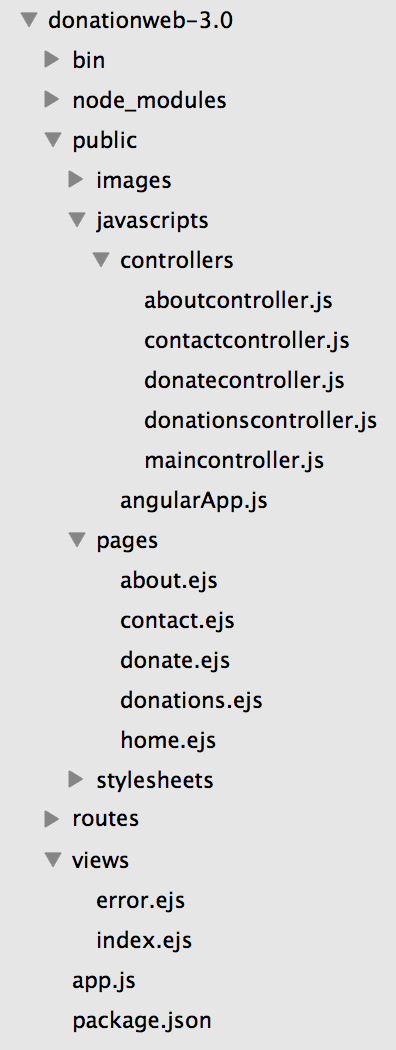 donationweb-3.0
bin
node_modules
public
images
javascripts
controllers
aboutcontroller.js
contactcontroller.js
donatecontroller.js
donationscontroller.js
maincontroller.js
angularApp.js
pages
about.ejs
contact.ejs
donate.ejs
donations.ejs
home.ejs
stylesheets
routes
views
error.ejs
index.ejs
app.js
package.json